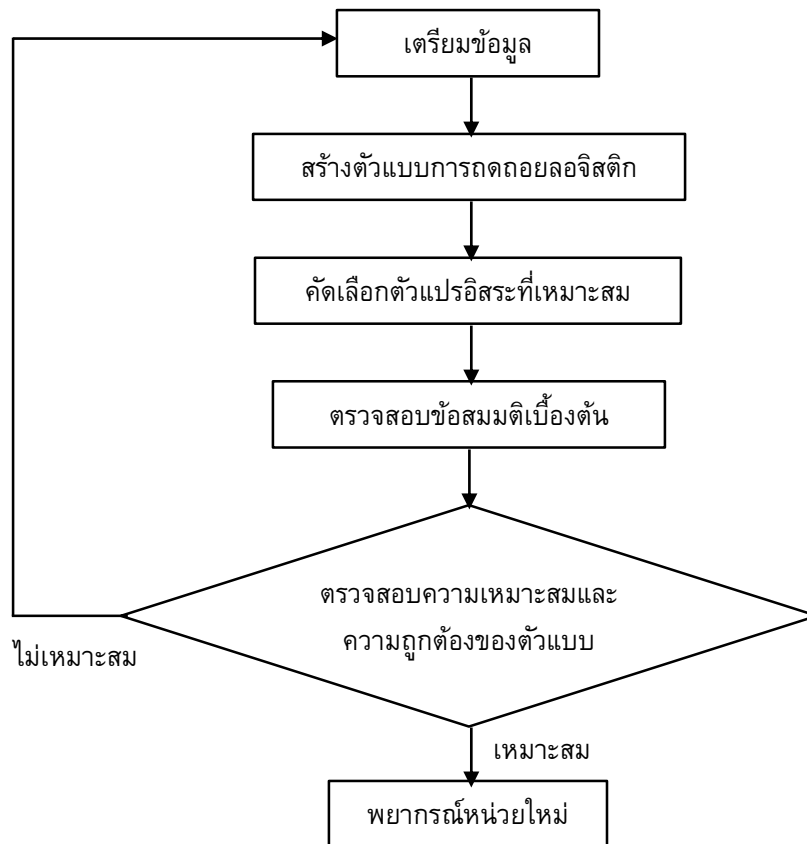 เตรียมข้อมูล
สร้างตัวแบบการถดถอยลอจิสติก
คัดเลือกตัวแปรอิสระที่เหมาะสม
ตรวจสอบข้อสมมติเบื้องต้น
ตรวจสอบความเหมาะสมและ
ความถูกต้องของตัวแบบ
ไม่เหมาะสม
เหมาะสม
พยากรณ์หน่วยใหม่